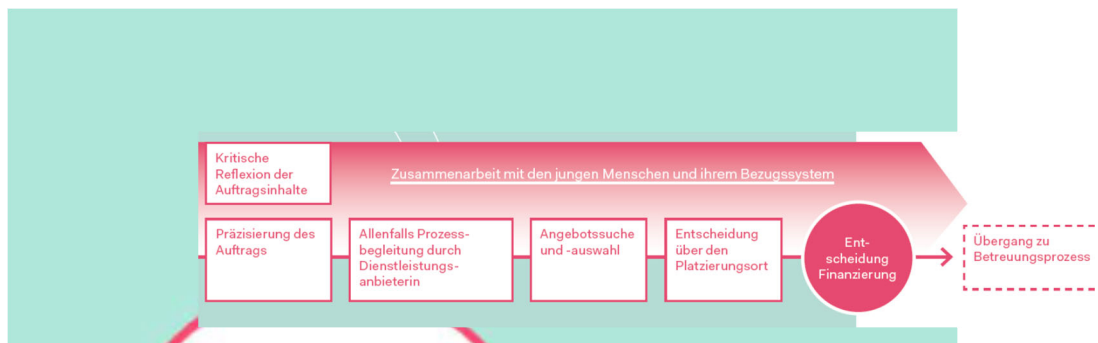 Kritische
Reflexion der
Auftragsinhalte
Zusammenarbeit mit den jungen Menschen und ihrem Bezugssystem
Präzisierung des
Auftrags
Allenfalls Prozess-
begleitung durch
Dienstleistungs-
anbieterin
Angebotssuche
und -auswahl
Entscheidung
über den
Platzierungsort
Ent-
scheidung
Finanzierung
Übergang zu
Betreuungsprozess